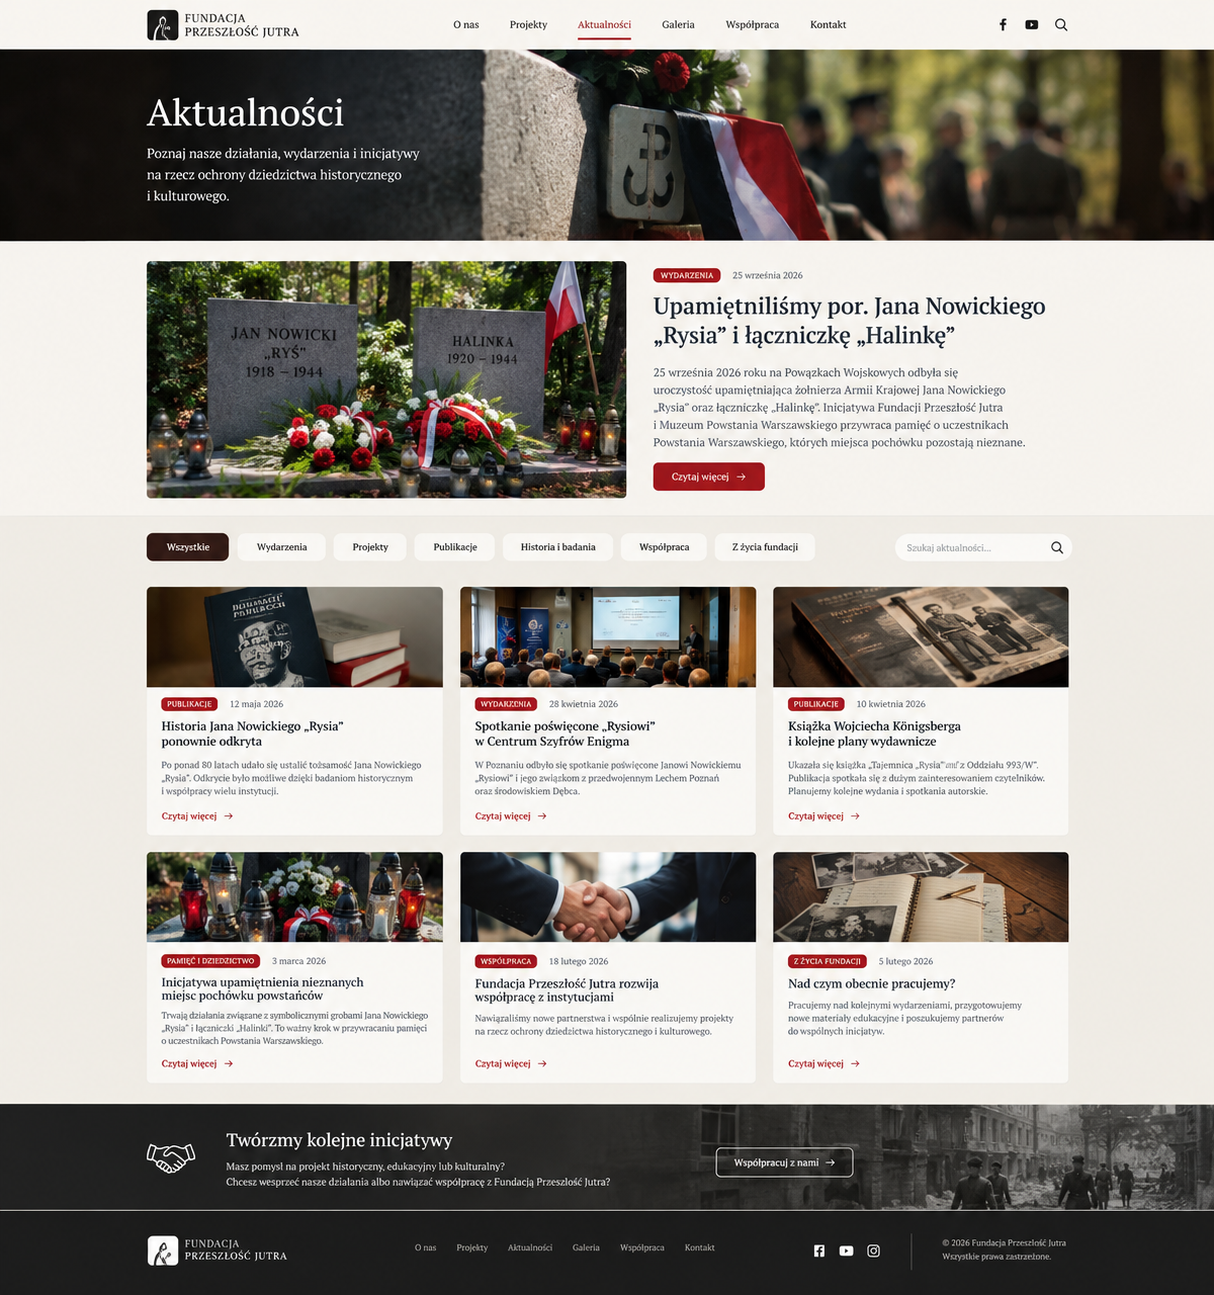 FUNDACJA
PRZESZŁOŚĆ JUTRA
O nas
Projekty
Aktualności
Galeria
Współpraca
Kontakt
Aktualności
Poznaj nasze działania, wydarzenia i inicjatywy
na rzecz ochrony dziedzictwa historycznego
i kulturowego.
JAN NOWICKI
„RYŚ”
1918 – 1944
HALINKA
1920 – 1944
WYDARZENIA
25 września 2026
Upamiętniliśmy por. Jana Nowickiego
„Rysia” i łączniczkę „Halinkę”
25 września 2026 roku na Powązkach Wojskowych odbyła się
uroczystość upamiętniająca żołnierza Armii Krajowej Jana Nowickiego
„Rysia” oraz łączniczkę „Halinkę”. Inicjatywa Fundacji Przeszłość Jutra
i Muzeum Powstania Warszawskiego przywraca pamięć o uczestnikach
Powstania Warszawskiego, których miejsca pochówku pozostają nieznane.
Czytaj więcej →
Wszystkie
Wydarzenia
Projekty
Publikacje
Historia i badania
Współpraca
Z życia fundacji
Szukaj aktualności...
PUBLIKACJE
12 maja 2026
Historia Jana Nowickiego „Rysia”
ponownie odkryta
Po ponad 80 latach udało się ustalić tożsamość Jana Nowickiego
„Rysia”. Odkrycie było możliwe dzięki badaniom historycznym
i współpracy wielu instytucji.
Czytaj więcej →
WYDARZENIA
28 kwietnia 2026
Spotkanie poświęcone „Rysiowi”
w Centrum Szyfrów Enigma
W Poznaniu odbyło się spotkanie poświęcone Janowi Nowickiemu
„Rysiowi” i jego związkom z przedwojennym Lechem Poznań
oraz środowiskiem Dębca.
Czytaj więcej →
PUBLIKACJE
10 kwietnia 2026
Książka Wojciecha Königsberga
i kolejne plany wydawnicze
Ukazała się książka „Tajemnica „Rysia” z Oddziału 993/W”.
Publikacja spotkała się z dużym zainteresowaniem czytelników.
Planujemy kolejne wydania i spotkania autorskie.
Czytaj więcej →
PAMIĘĆ I DZIEDZICTWO
3 marca 2026
Inicjatywa upamiętnienia nieznanych
miejsc pochówku powstańców
Trwają działania związane z symbolicznymi grobami Jana Nowickiego
„Rysia” i łączniczki „Halinki”. To ważny krok w przywracaniu pamięci
o uczestnikach Powstania Warszawskiego.
Czytaj więcej →
WSPÓŁPRACA
18 lutego 2026
Fundacja Przeszłość Jutra rozwija
współpracę z instytucjami
Nawiązaliśmy nowe partnerstwa i wspólnie realizujemy projekty
na rzecz ochrony dziedzictwa historycznego i kulturowego.
Czytaj więcej →
Z ŻYCIA FUNDACJI
5 lutego 2026
Nad czym obecnie pracujemy?
Pracujemy nad kolejnymi wydarzeniami, przygotowujemy
nowe materiały edukacyjne i poszukujemy partnerów
do wspólnych inicjatyw.
Czytaj więcej →
Twórzmy kolejne inicjatywy
Masz pomysł na projekt historyczny, edukacyjny lub kulturalny?
Chcesz wesprzeć nasze działania albo nawiązać współpracę z Fundacją Przeszłość Jutra?
Współpracuj z nami →
FUNDACJA
PRZESZŁOŚĆ JUTRA
O nas
Projekty
Aktualności
Galeria
Współpraca
Kontakt
© 2026 Fundacja Przeszłość Jutra
Wszystkie prawa zastrzeżone.